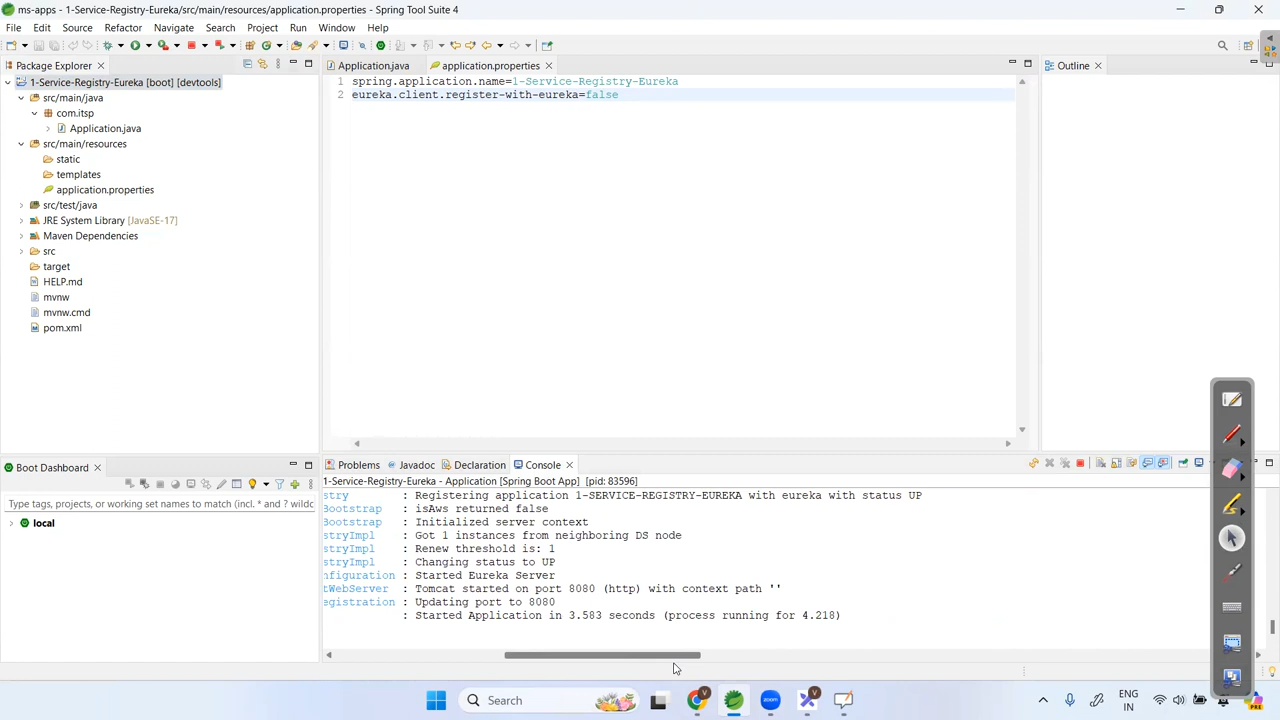 ms-apps - 1-Service-Registry-Eureka/src/main/resources/application.properties - Spring Tool Suite 4
File Edit Source Refactor Navigate Search Project Run Window Help
Package Explorer
1-Service-Registry-Eureka [boot] [devtools]
src/main/java
com.itsp
Application.java
src/main/resources
static
templates
application.properties
src/test/java
JRE System Library [JavaSE-17]
Maven Dependencies
src
target
HELP.md
mvnw
mvnw.cmd
pom.xml
Application.java application.properties
1 spring.application.name=1-Service-Registry-Eureka
2 eureka.client.register-with-eureka=false
Outline
Boot Dashboard
Type tags, projects, or working set names to match (incl. * and ? wildc
local
Problems Javadoc Declaration Console
1-Service-Registry-Eureka - Application [Spring Boot App] [pid: 83596]
stry : Registering application 1-SERVICE-REGISTRY-EUREKA with eureka with status UP
Bootstrap : isAws returned false
Bootstrap : Initialized server context
stryImpl : Got 1 instances from neighboring DS node
stryImpl : Renew threshold is: 1
stryImpl : Changing status to UP
nfiguration : Started Eureka Server
tWebServer : Tomcat started on port 8080 (http) with context path ''
egistration : Updating port to 8080
: Started Application in 3.583 seconds (process running for 4.218)
Search
V
zoom
V
ENG
IN
PRE